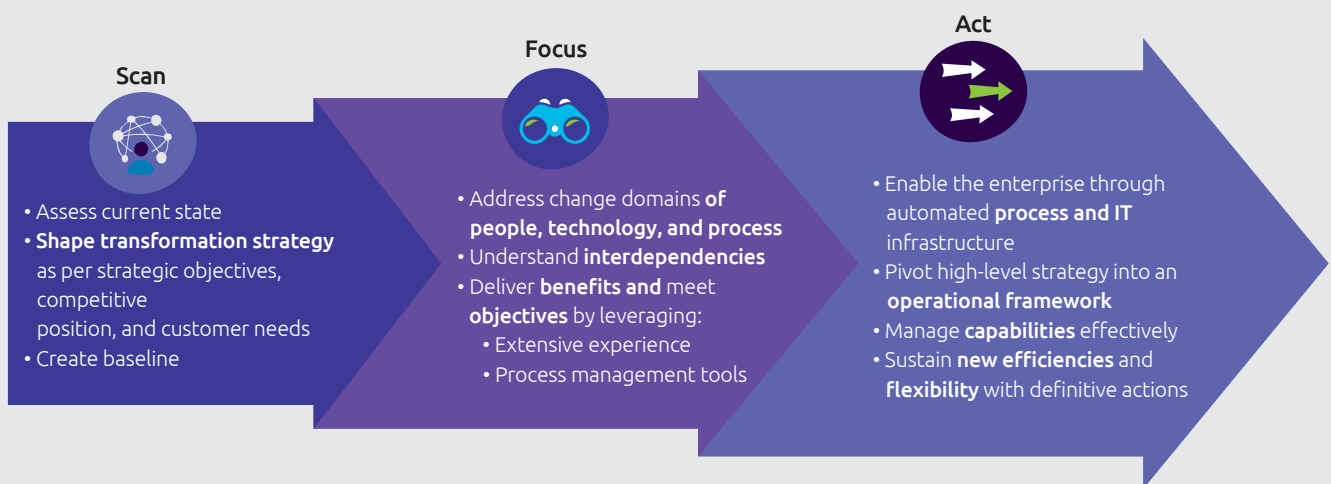 Scan
• Assess current state
• Shape transformation strategy
as per strategic objectives,
competitive
position, and customer needs
• Create baseline
Focus
• Address change domains of
people, technology, and process
• Understand interdependencies
• Deliver benefits and meet
objectives by leveraging:
• Extensive experience
• Process management tools
Act
• Enable the enterprise through
automated process and IT
infrastructure
• Pivot high-level strategy into an
operational framework
• Manage capabilities effectively
• Sustain new efficiencies and
flexibility with definitive actions